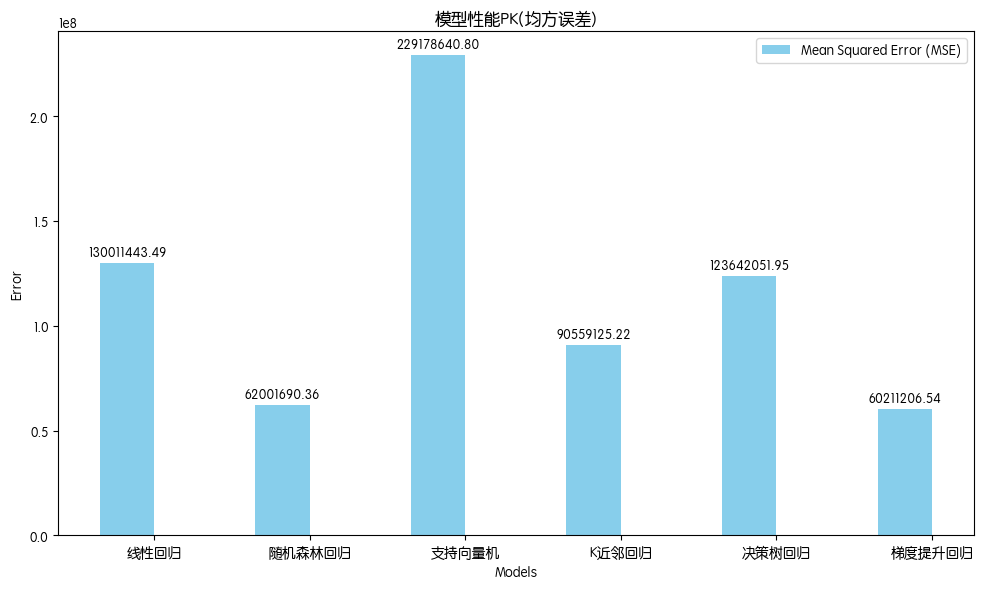 模型性能PK(均方误差)
1e8
Mean Squared Error (MSE)
229178640.80
130011443.49
62001690.36
90559125.22
123642051.95
60211206.54
Error
2.0
1.5
1.0
0.5
0.0
线性回归
随机森林回归
支持向量机
K近邻回归
决策树回归
梯度提升回归
Models